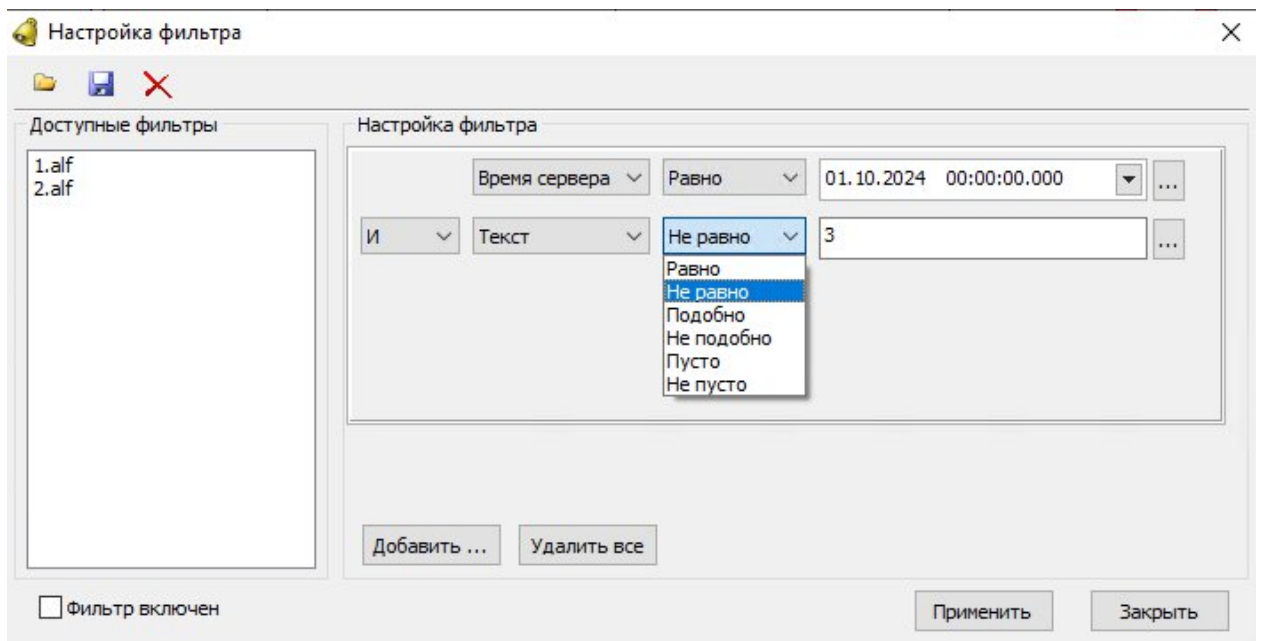 Настройка фильтра
Доступные фильтры
1.alf
2.alf
Настройка фильтра
Время сервера Равно 01.10.2024 00:00:00.000 ...
И Текст Не равно 3 ...
Равно
Не равно
Подобно
Не подобно
Пусто
Не пусто
Добавить ... Удалить все
Фильтр включен
Применить Закрыть